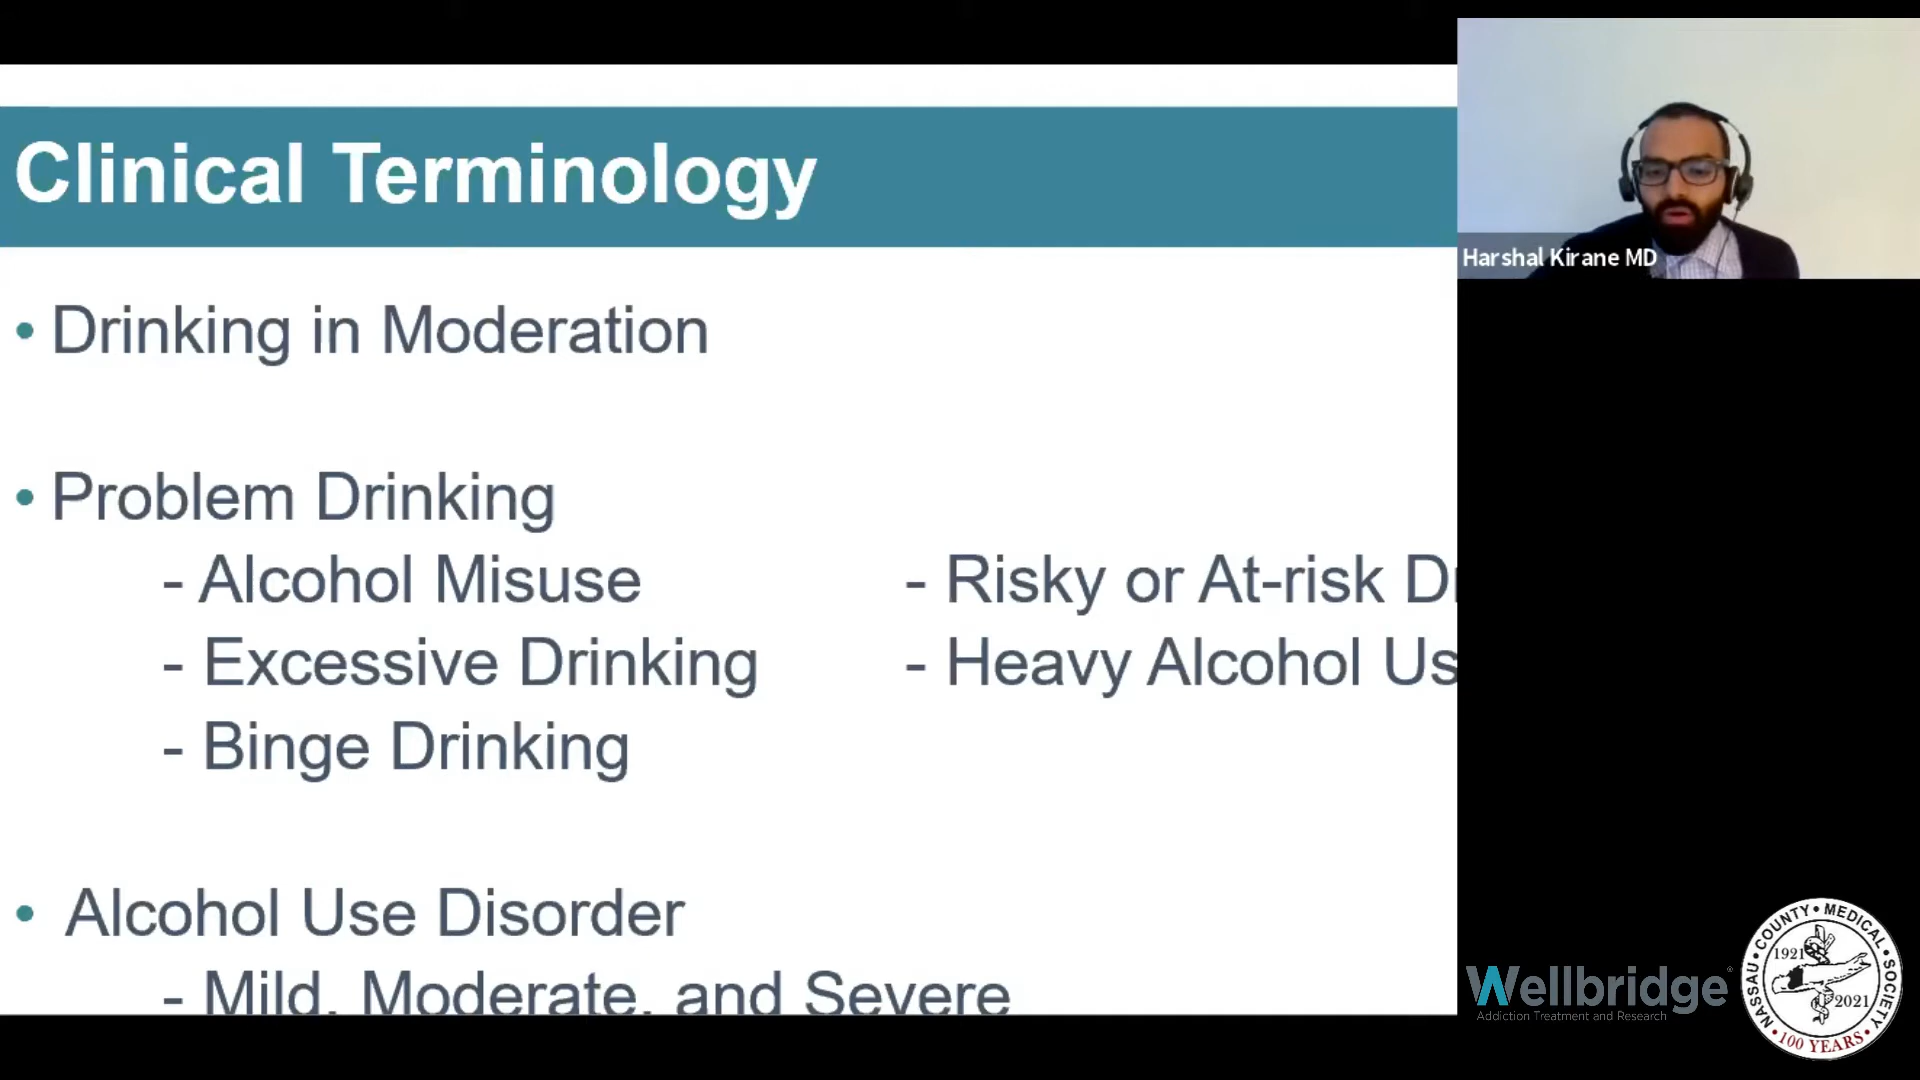 Clinical Terminology
• Drinking in Moderation
• Problem Drinking
- Alcohol Misuse
- Risky or At-risk Dr
- Excessive Drinking
- Heavy Alcohol Us
- Binge Drinking
• Alcohol Use Disorder
- Mild, Moderate, and Severe
Harshal Kirane MD
Wellbridge®
Addiction Treatment and Research
NASSAU • COUNTY • MEDICAL • SOCIETY
1921
2021
• 100 YEARS •